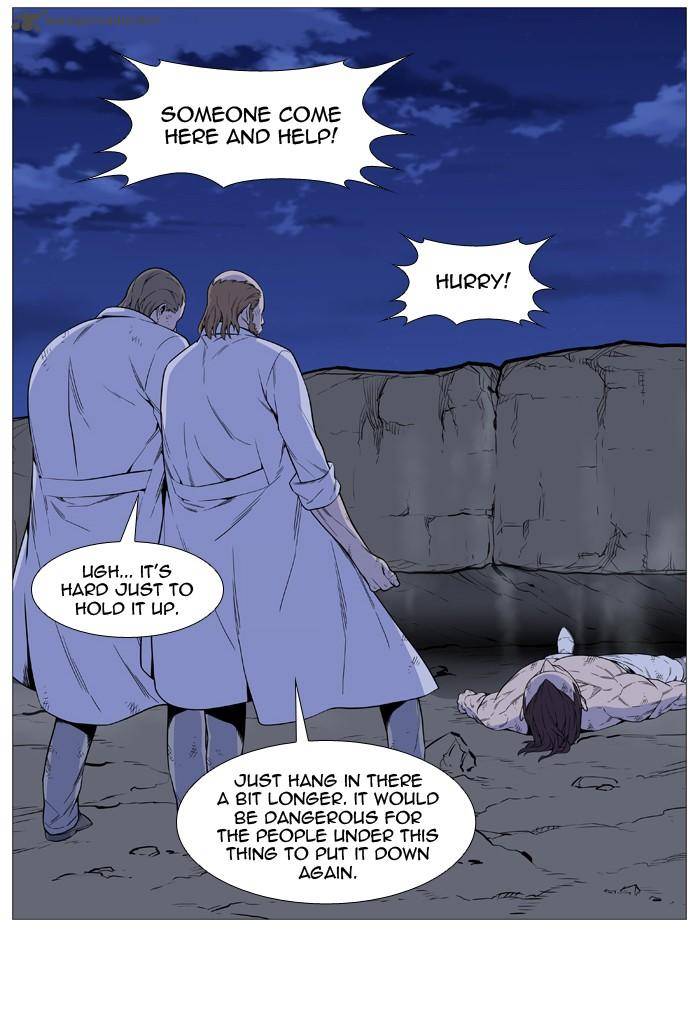 SOMEONE COME
HERE AND HELP!
HURRY!
UGH... IT'S
HARD JUST TO
HOLD IT UP.
JUST HANG IN THERE
A BIT LONGER. IT WOULD
BE DANGEROUS FOR
THE PEOPLE UNDER THIS
THING TO PUT IT DOWN
AGAIN.